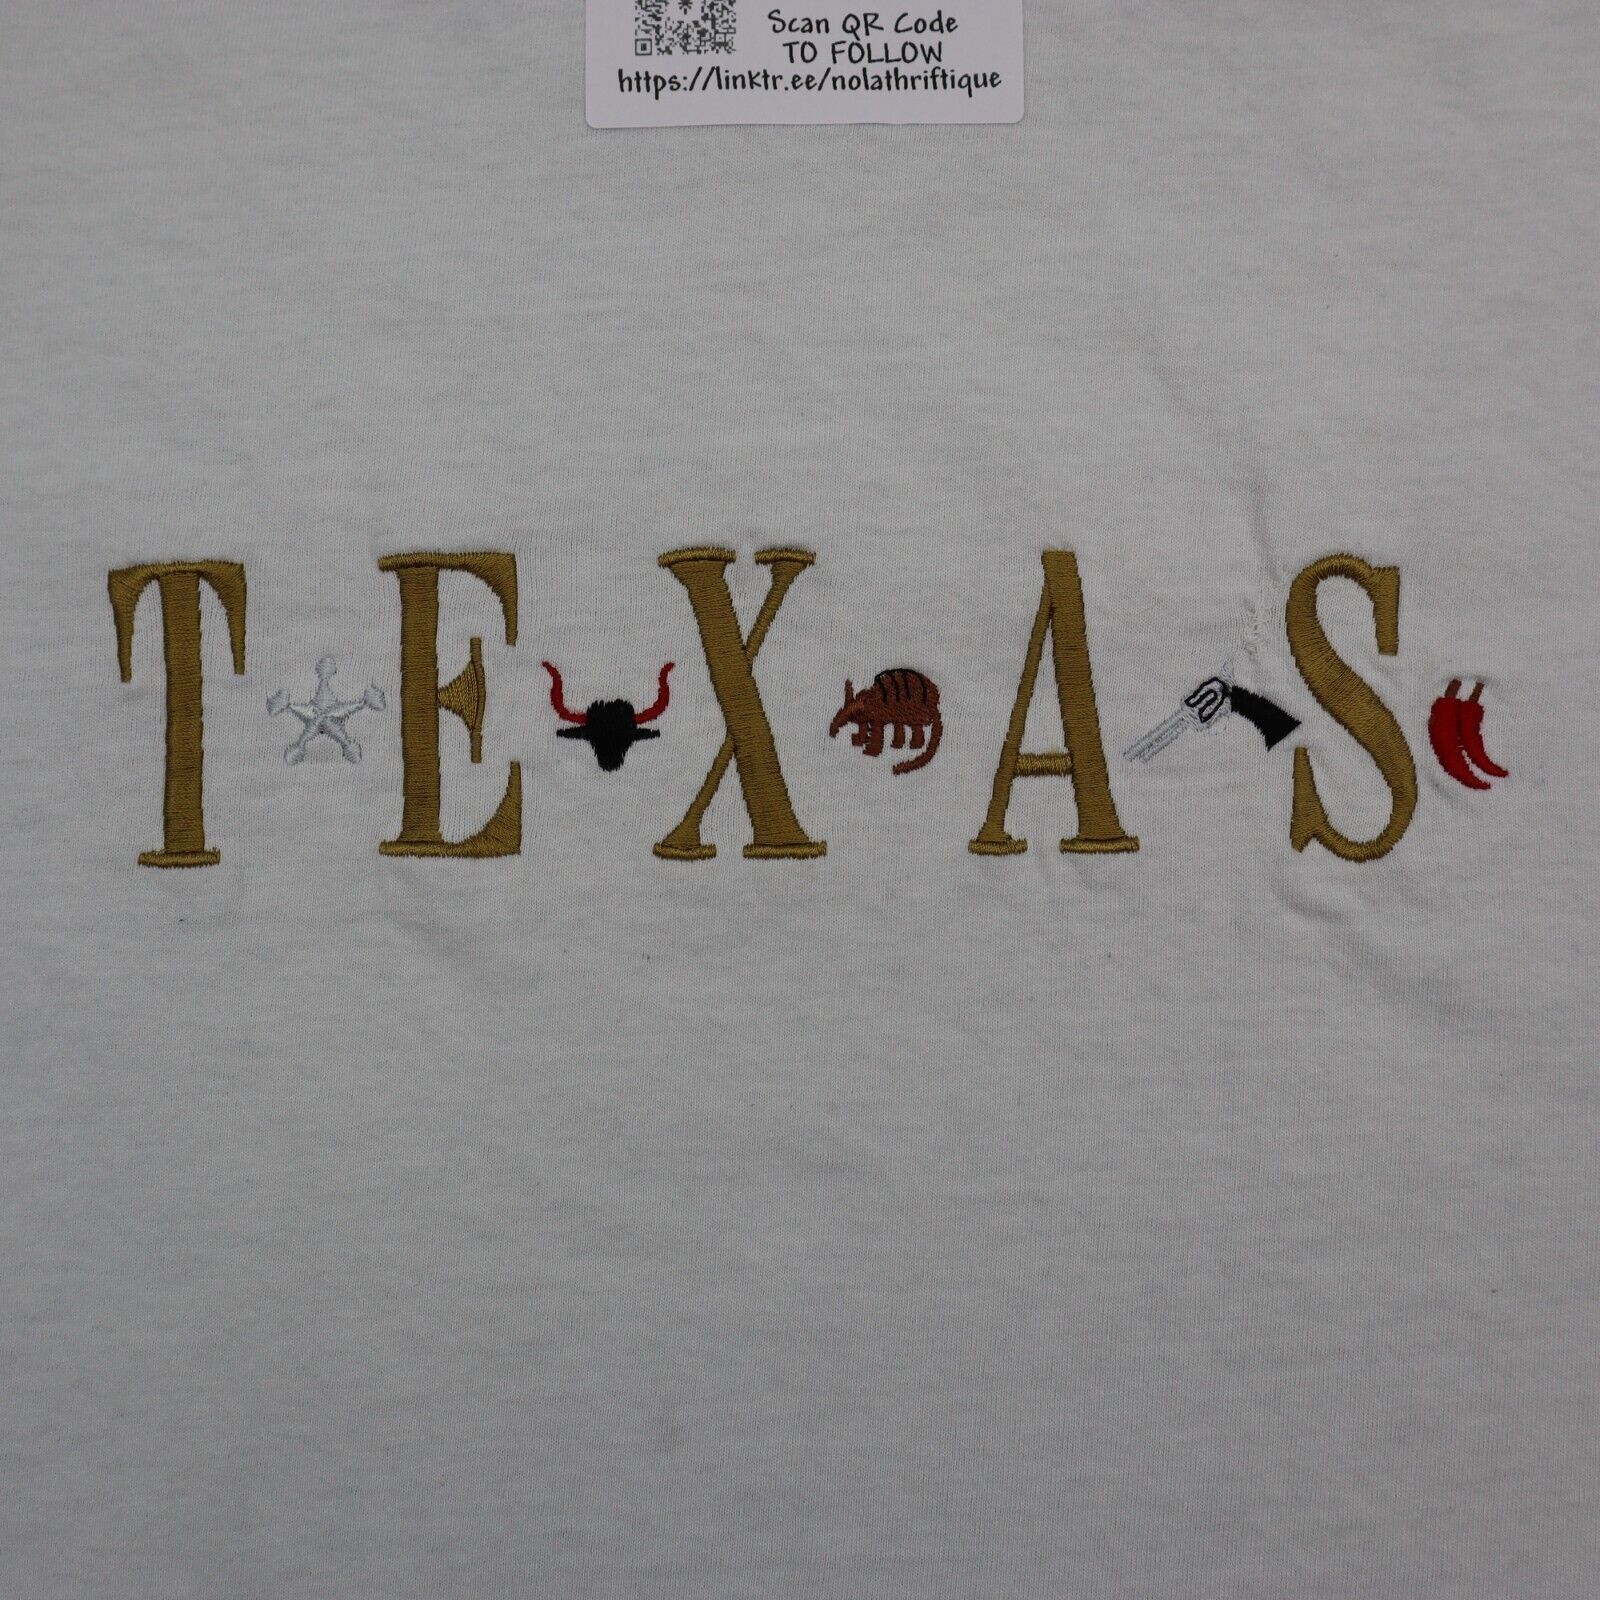 Scan QR Code
TO FOLLOW
https://linktr.ee/nolathriftique
TEXAS